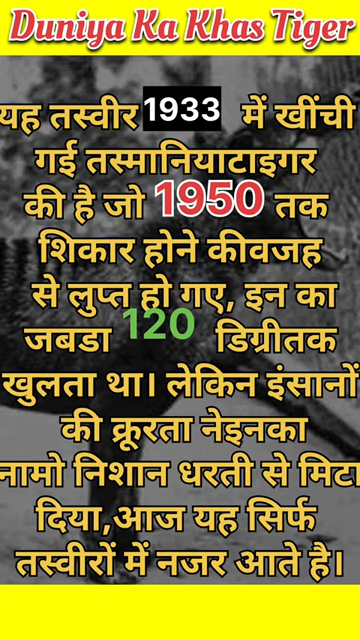 Duniya Ka Khas Tiger
यह तस्वीर 1933 में खींची
गई तस्मानियाटाइगर
की है जो 1950 तक
शिकार होने कीवजह
से लुप्त हो गए, इन का
जबडा 120 डिग्रीतक
खुलता था। लेकिन इंसानों
की क्रूरता नेइनका
नामो निशान धरती से मिटा
दिया,आज यह सिर्फ
तस्वीरों में नजर आते है।